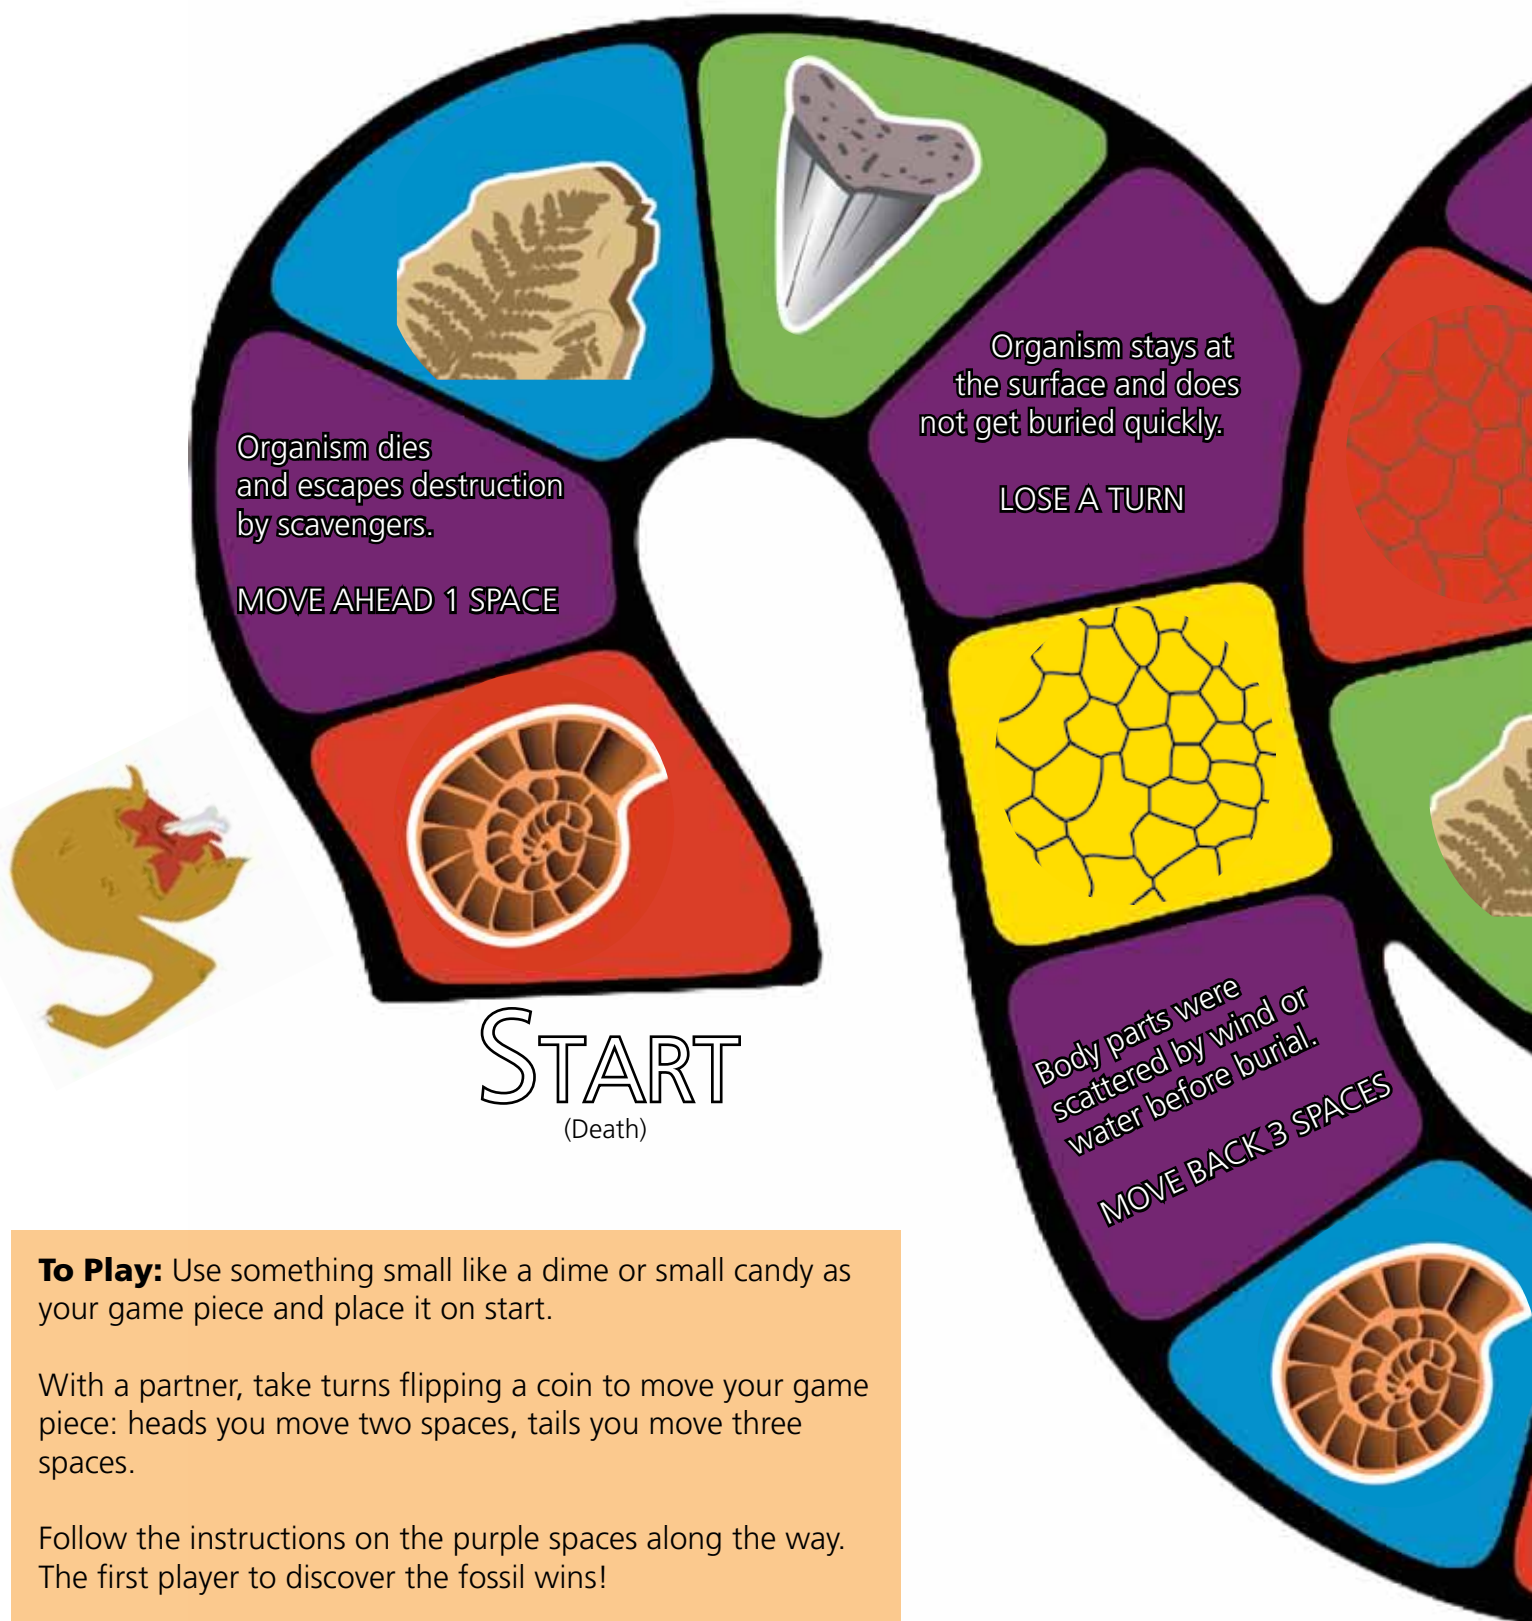 Organism stays at
the surface and does
not get buried quickly.
LOSE A TURN
Organism dies
and escapes destruction
by scavengers.
MOVE AHEAD 1 SPACE
Body parts were
scattered by wind or
water before burial.
MOVE BACK 3 SPACES
START
(Death)
To Play: Use something small like a dime or small candy as
your game piece and place it on start.
With a partner, take turns flipping a coin to move your game
piece: heads you move two spaces, tails you move three
spaces.
Follow the instructions on the purple spaces along the way.
The first player to discover the fossil wins!